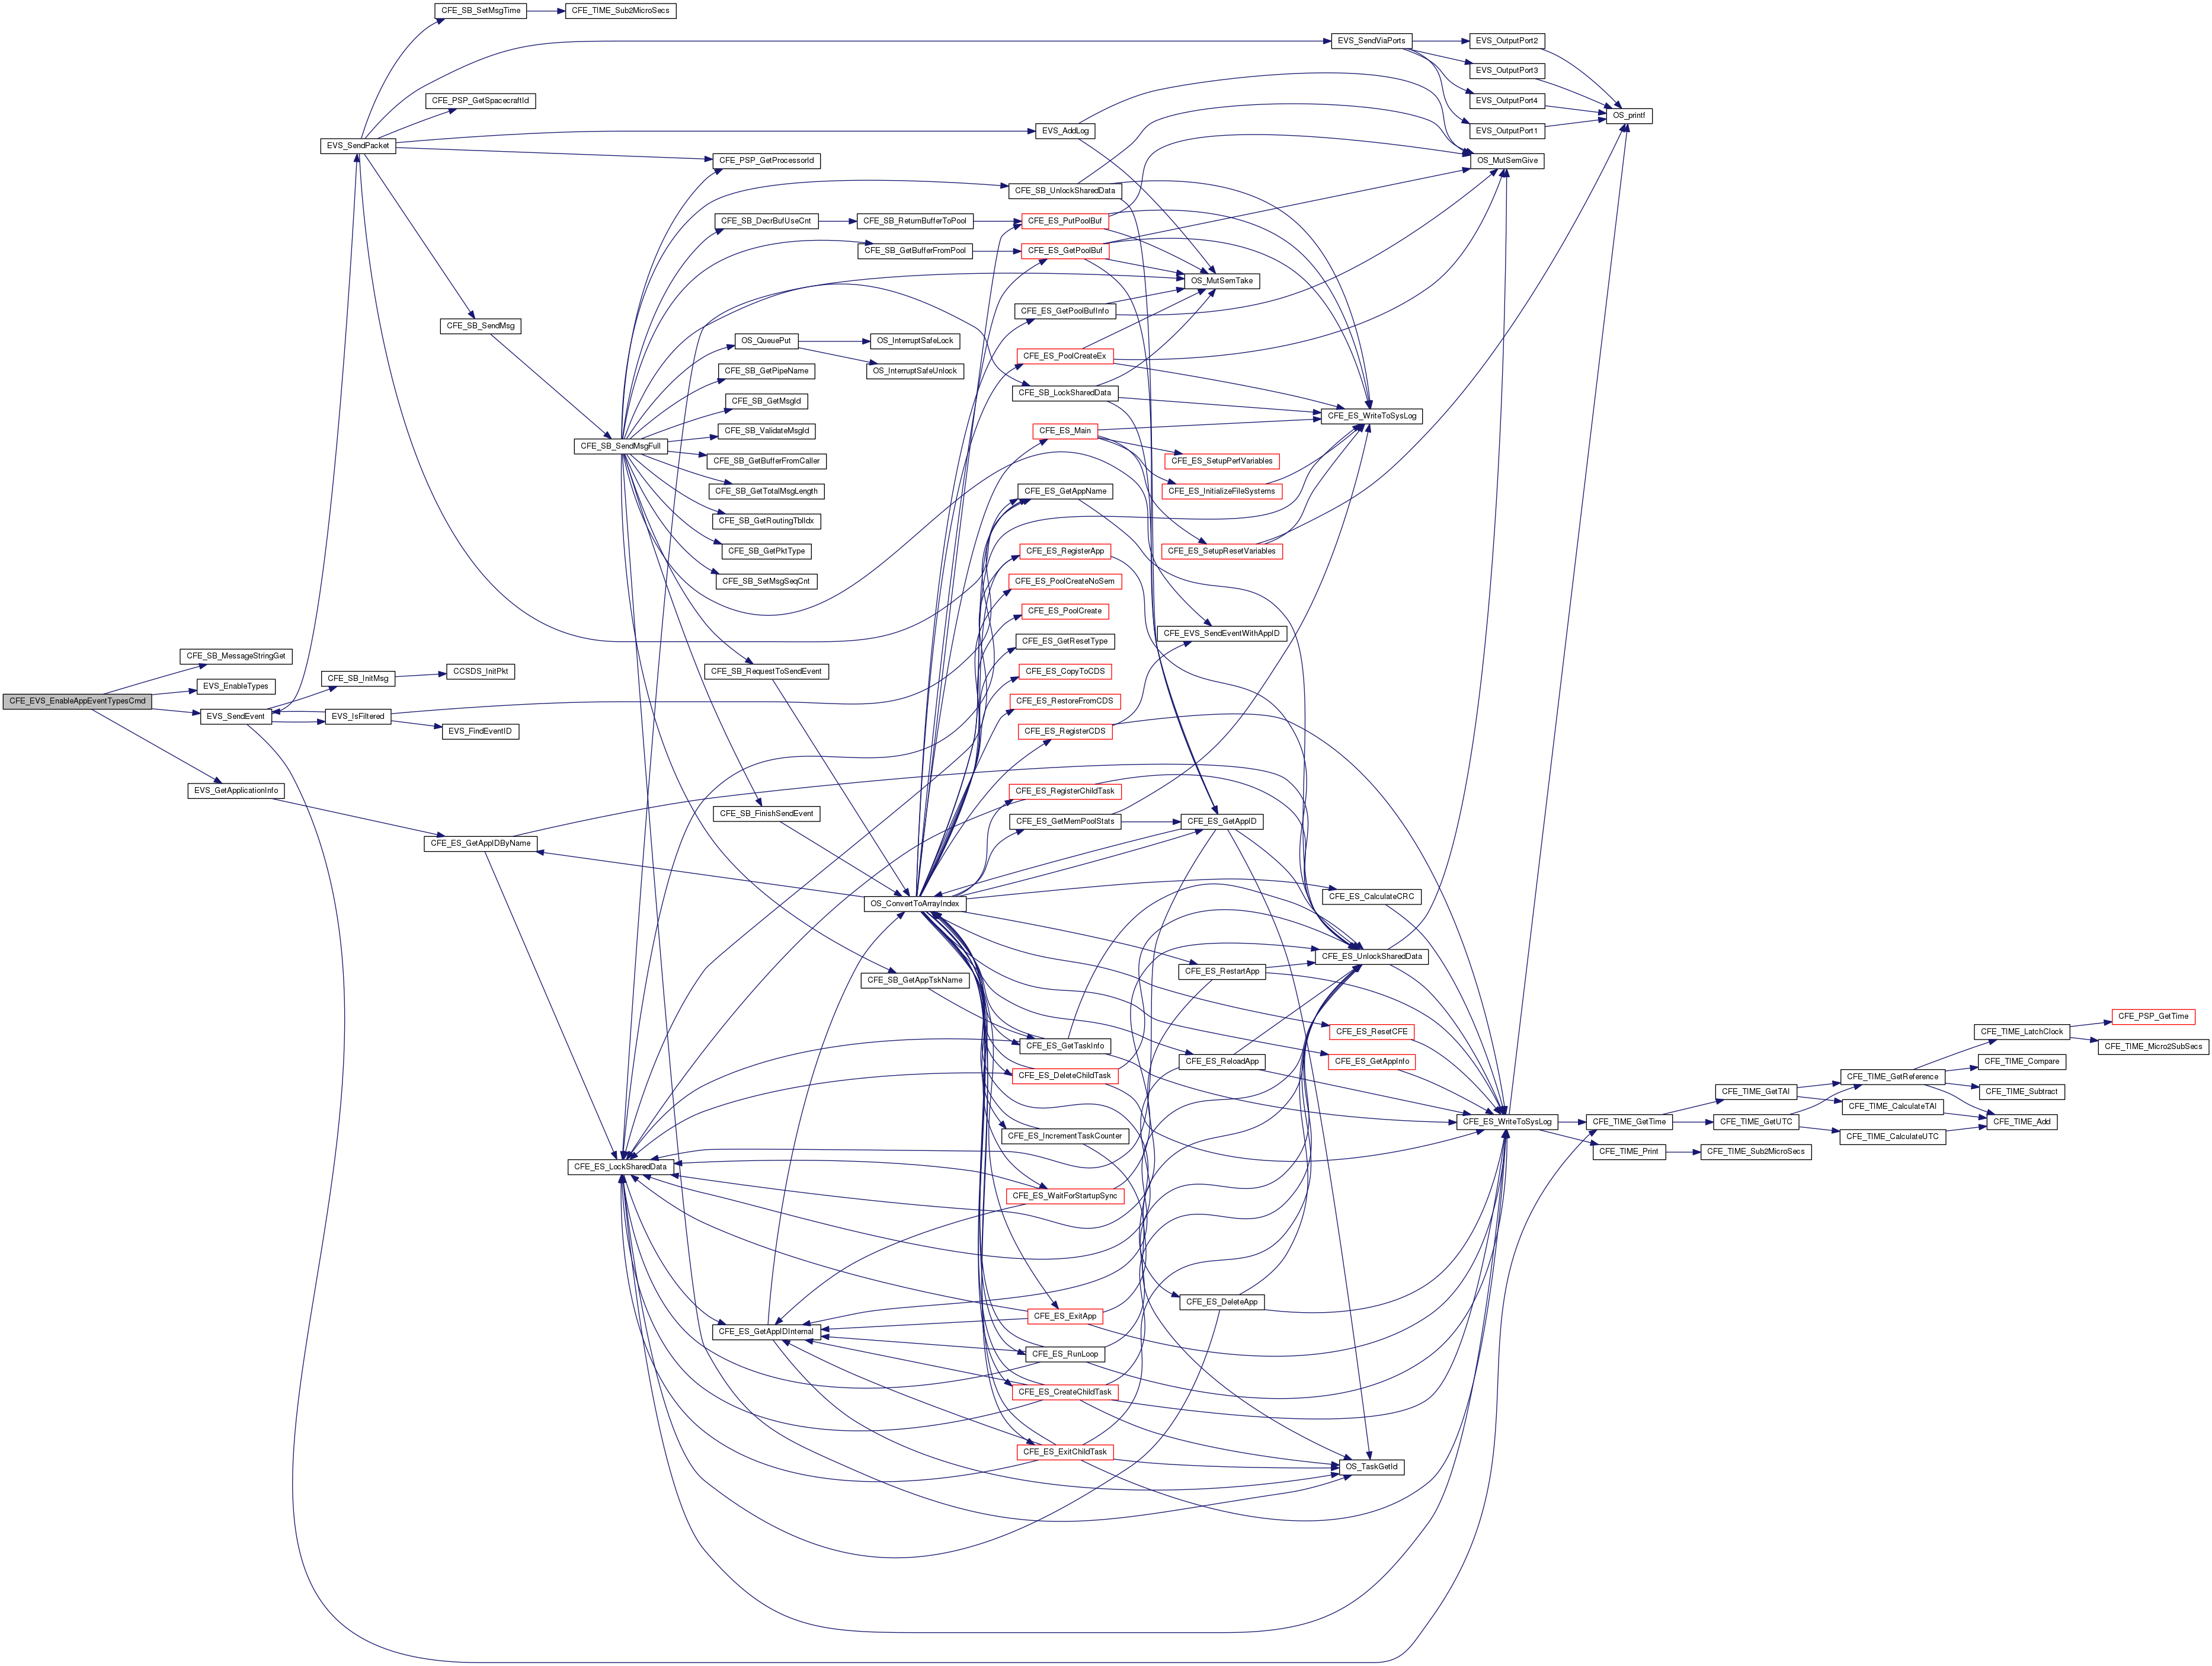 CFE_SB_SetMsgTime
CFE_TIME_Sub2MicroSecs
EVS_SendViaPorts
EVS_OutputPort2
EVS_OutputPort3
CFE_PSP_GetSpacecraftId
EVS_OutputPort4
OS_printf
EVS_AddLog
EVS_OutputPort1
EVS_SendPacket
CFE_PSP_GetProcessorId
OS_MutSemGive
CFE_SB_UnlockSharedData
CFE_SB_DecrBufUseCnt
CFE_SB_ReturnBufferToPool
CFE_ES_PutPoolBuf
CFE_SB_GetBufferFromPool
CFE_ES_GetPoolBuf
OS_MutSemTake
CFE_ES_GetPoolBufInfo
CFE_SB_SendMsg
OS_QueuePut
OS_InterruptSafeLock
CFE_ES_PoolCreateEx
OS_InterruptSafeUnlock
CFE_SB_GetPipeName
CFE_SB_LockSharedData
CFE_SB_GetMsgId
CFE_ES_WriteToSysLog
CFE_SB_ValidateMsgId
CFE_ES_Main
CFE_SB_SendMsgFull
CFE_SB_GetBufferFromCaller
CFE_ES_SetupPerfVariables
CFE_SB_GetTotalMsgLength
CFE_ES_GetAppName
CFE_ES_InitializeFileSystems
CFE_SB_GetRoutingTblIdx
CFE_SB_GetPktType
CFE_ES_RegisterApp
CFE_ES_SetupResetVariables
CFE_SB_SetMsgSeqCnt
CFE_ES_PoolCreateNoSem
CFE_ES_PoolCreate
CFE_EVS_SendEventWithAppID
CFE_ES_GetResetType
CFE_SB_MessageStringGet
CFE_SB_RequestToSendEvent
CFE_ES_CopyToCDS
CFE_SB_InitMsg
CCSDS_InitPkt
EVS_EnableTypes
CFE_EVS_EnableAppEventTypesCmd
CFE_ES_RestoreFromCDS
EVS_SendEvent
EVS_IsFiltered
EVS_FindEventID
CFE_ES_RegisterCDS
EVS_GetApplicationInfo
CFE_ES_RegisterChildTask
CFE_SB_FinishSendEvent
CFE_ES_GetMemPoolStats
CFE_ES_GetAppID
CFE_ES_GetAppIDByName
OS_ConvertToArrayIndex
CFE_ES_CalculateCRC
CFE_ES_UnlockSharedData
CFE_SB_GetAppTskName
CFE_ES_RestartApp
CFE_PSP_GetTime
CFE_ES_ResetCFE
CFE_TIME_LatchClock
CFE_ES_GetTaskInfo
CFE_TIME_Micro2SubSecs
CFE_ES_ReloadApp
CFE_ES_GetAppInfo
CFE_TIME_Compare
CFE_ES_DeleteChildTask
CFE_TIME_GetReference
CFE_TIME_GetTAI
CFE_TIME_Subtract
CFE_TIME_CalculateTAI
CFE_ES_WriteToSysLog
CFE_TIME_GetTime
CFE_TIME_GetUTC
CFE_TIME_Add
CFE_ES_IncrementTaskCounter
CFE_TIME_CalculateUTC
CFE_TIME_Print
CFE_TIME_Sub2MicroSecs
CFE_ES_LockSharedData
CFE_ES_WaitForStartupSync
CFE_ES_DeleteApp
CFE_ES_ExitApp
CFE_ES_GetAppIDInternal
CFE_ES_RunLoop
CFE_ES_CreateChildTask
CFE_ES_ExitChildTask
OS_TaskGetId